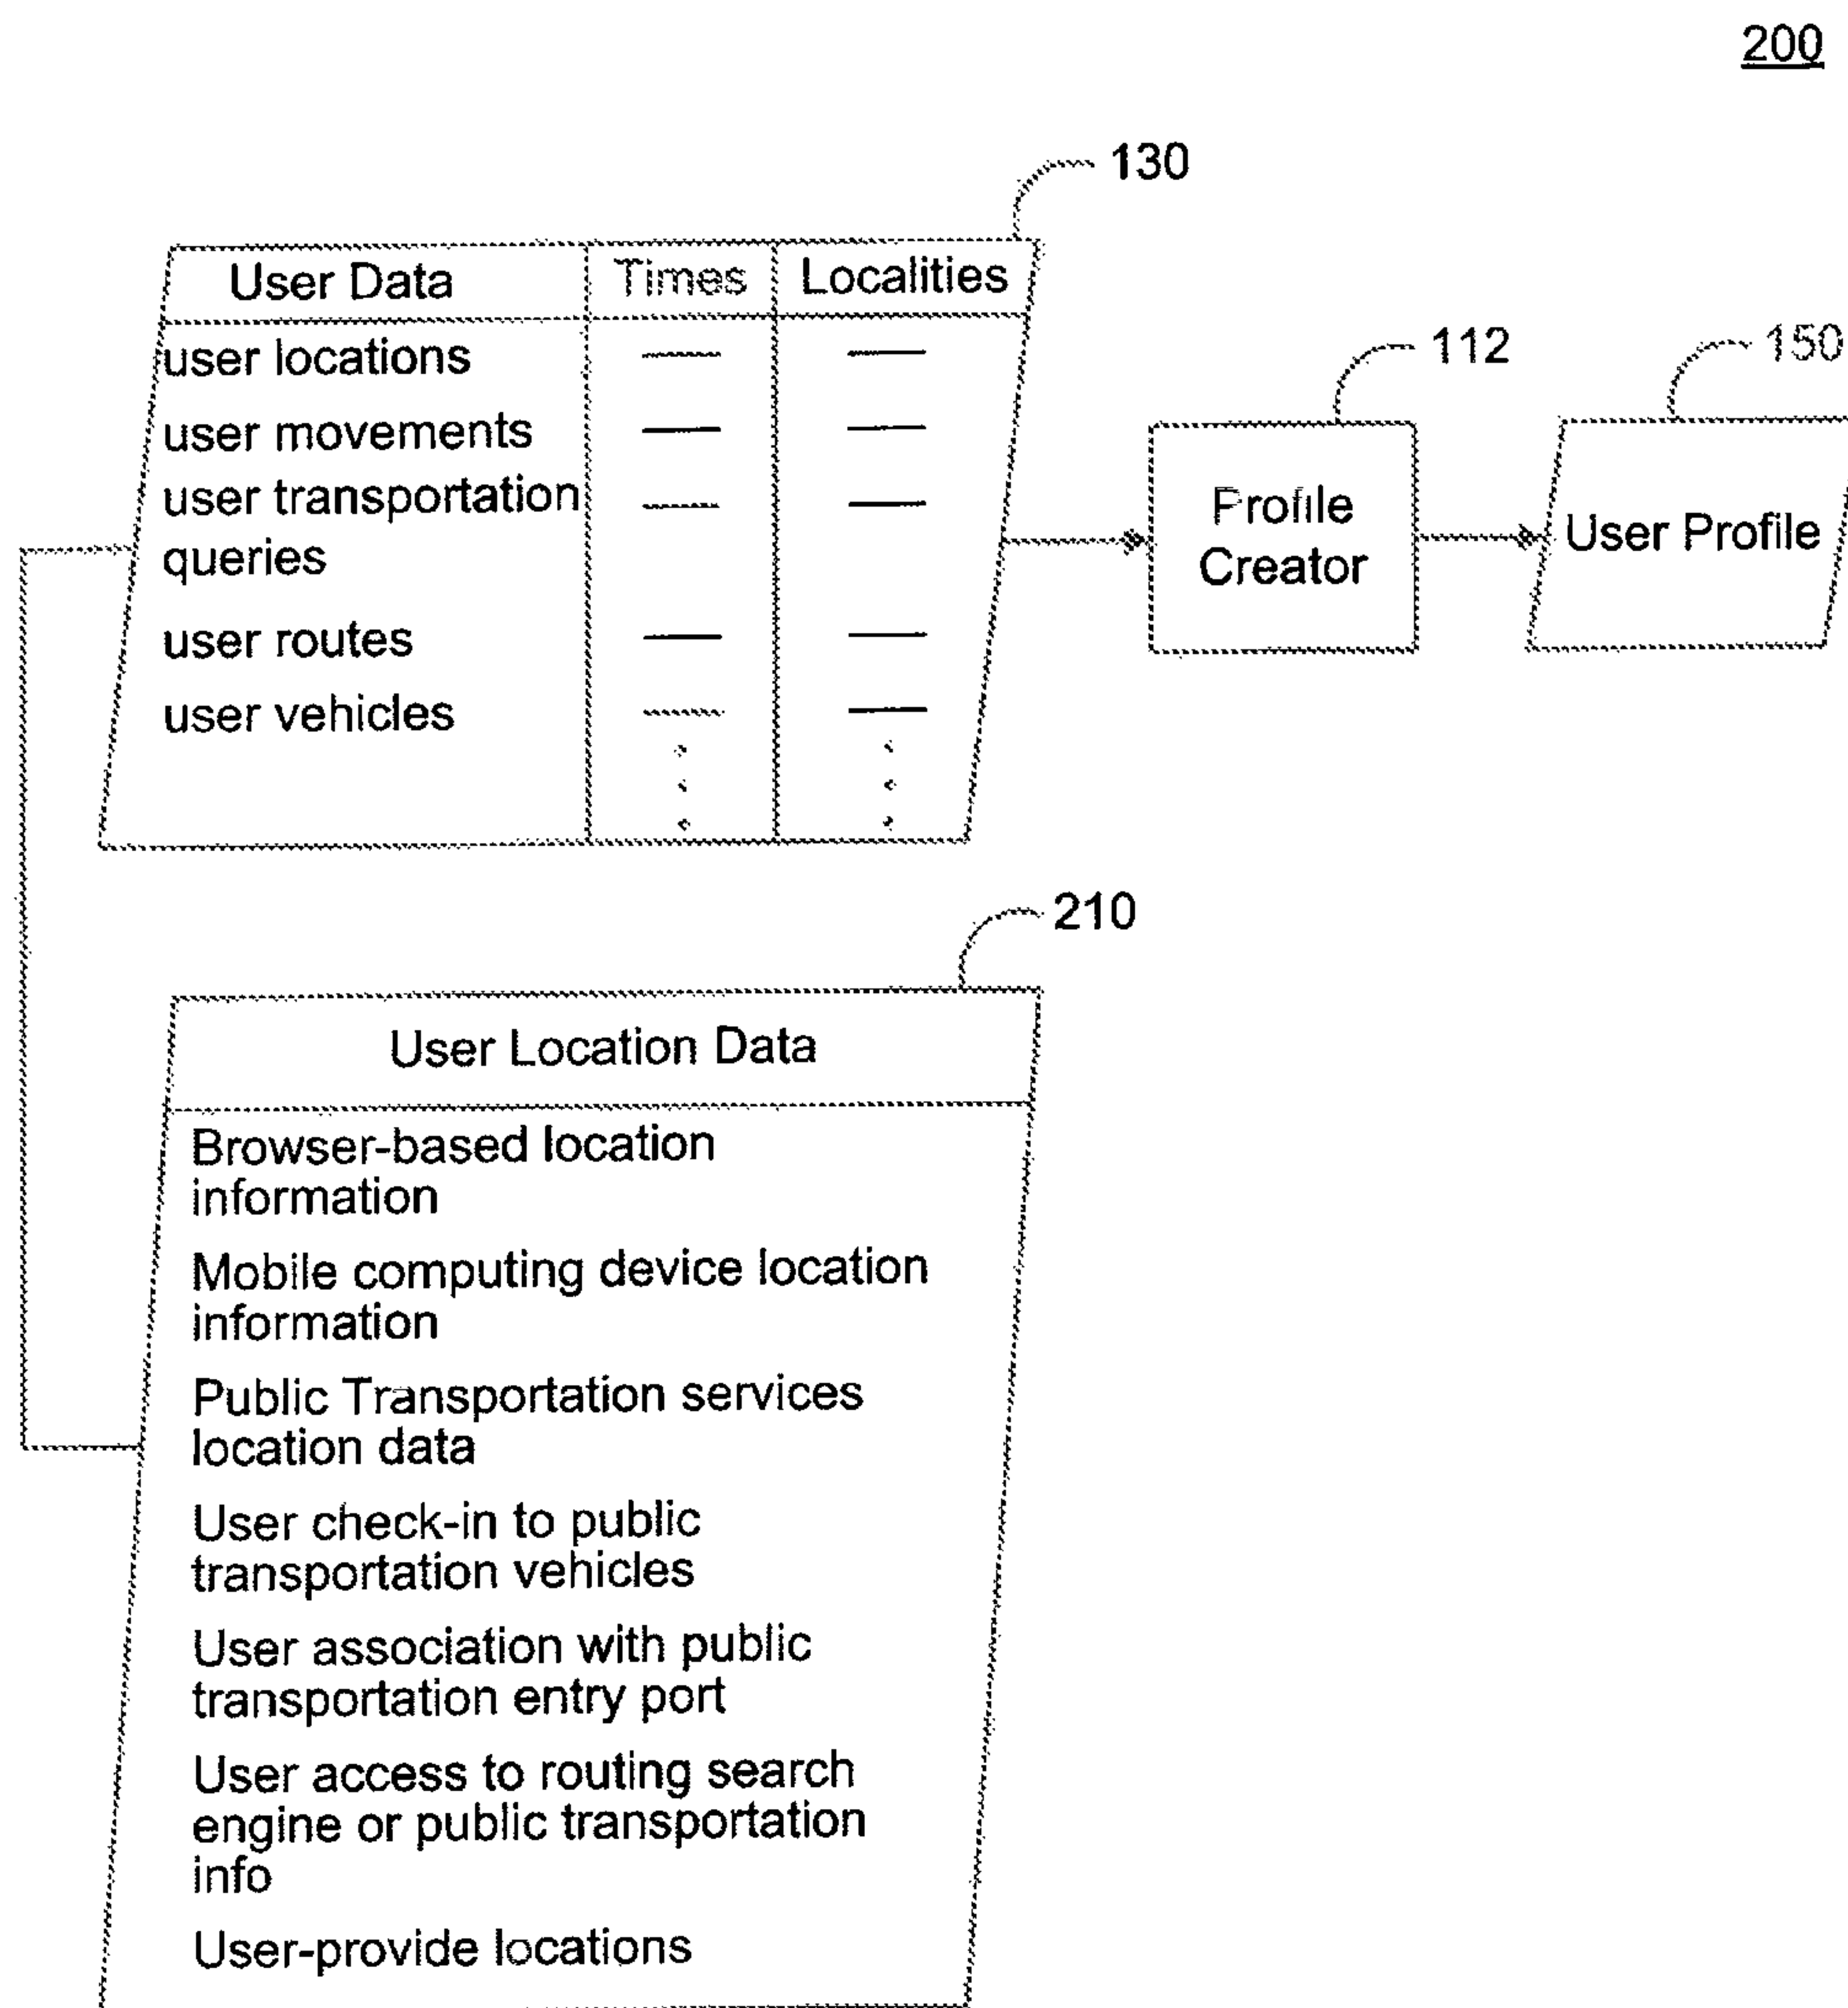 200
130
User Data Times Localities
user locations
user movements
user transportation
queries
user routes
user vehicles
112
Profile
Creator
150
User Profile
210
User Location Data
Browser-based location
information
Mobile computing device location
information
Public Transportation services
location data
User check-in to public
transportation vehicles
User association with public
transportation entry port
User access to routing search
engine or public transportation
info
User-provide locations